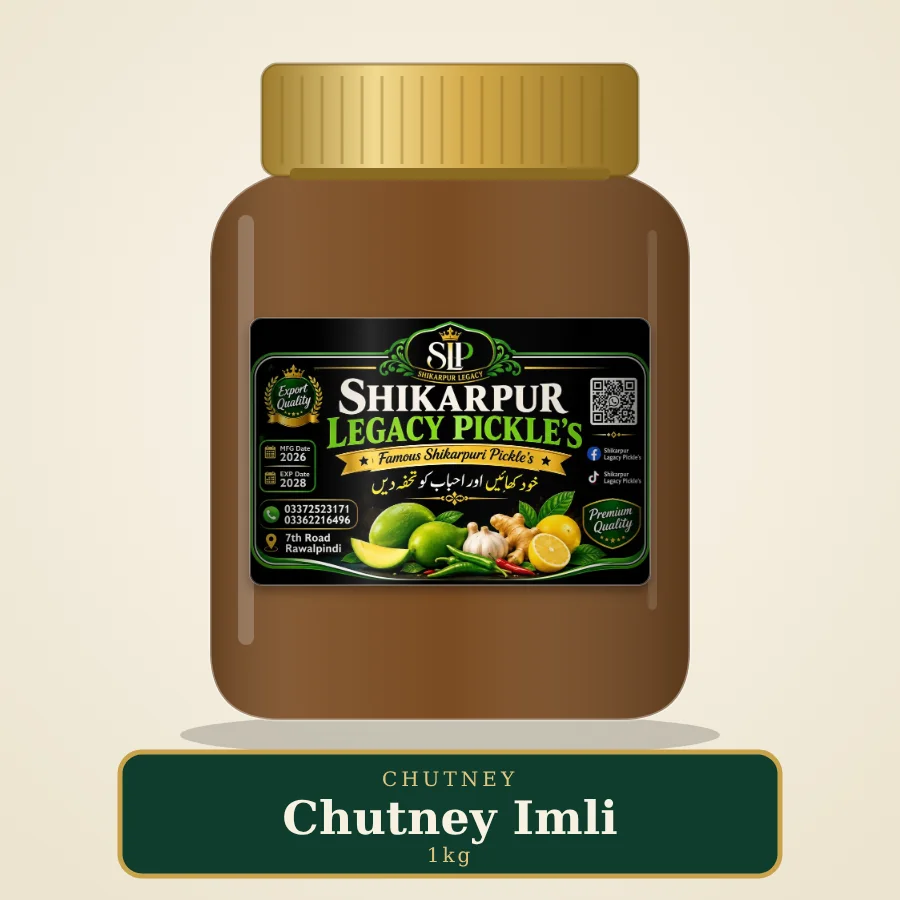 SLP
SHIKARPUR LEGACY
Export
Quality
SHIKARPUR
LEGACY PICKLE'S
Famous Shikarpuri Pickle's
خود کھائیں اور احباب کو تحفہ دیں
MFG Date
2026
EXP Date
2028
03372523171
03362216496
7th Road
Rawalpindi
Shikarpur
Legacy Pickle's
Shikarpur
Legacy Pickle's
Premium
Quality
CHUTNEY
Chutney Imli
1kg